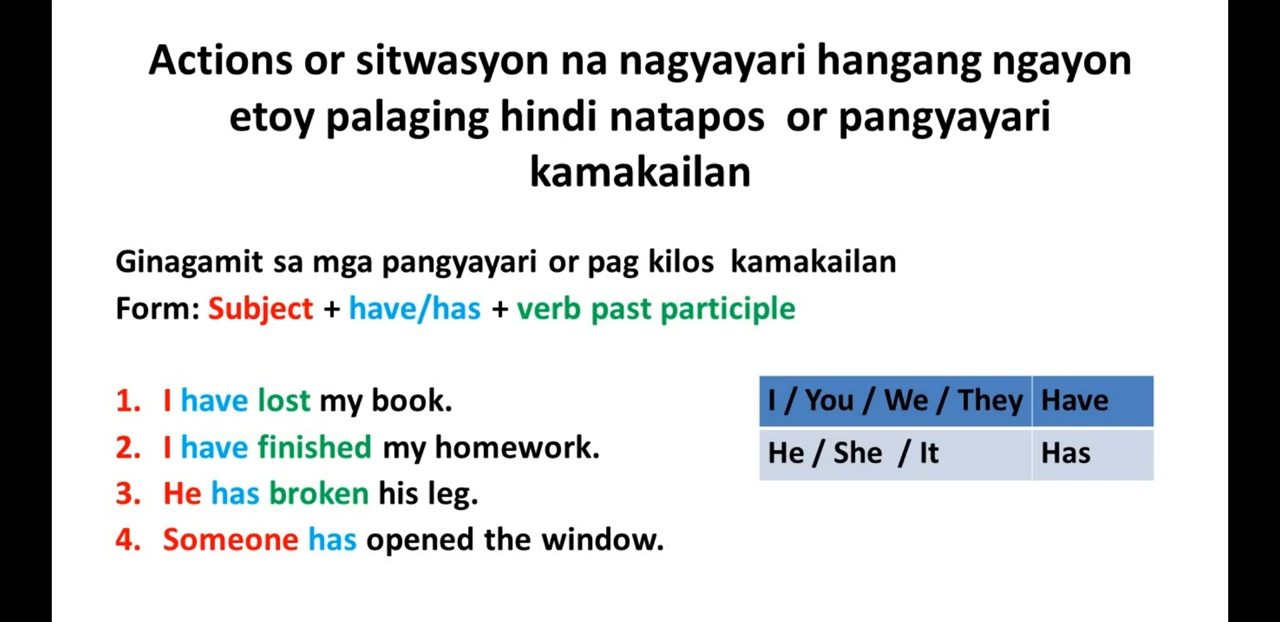 Actions or sitwasyon na nagyayari hangang ngayon
etoy palaging hindi natapos or pangyayari
kamakailan
Ginagamit sa mga pangyayari or pag kilos kamakailan
Form: Subject + have/has + verb past participle
1. I have lost my book.
2. I have finished my homework.
3. He has broken his leg.
4. Someone has opened the window.
I / You / We / They Have
He / She / It Has